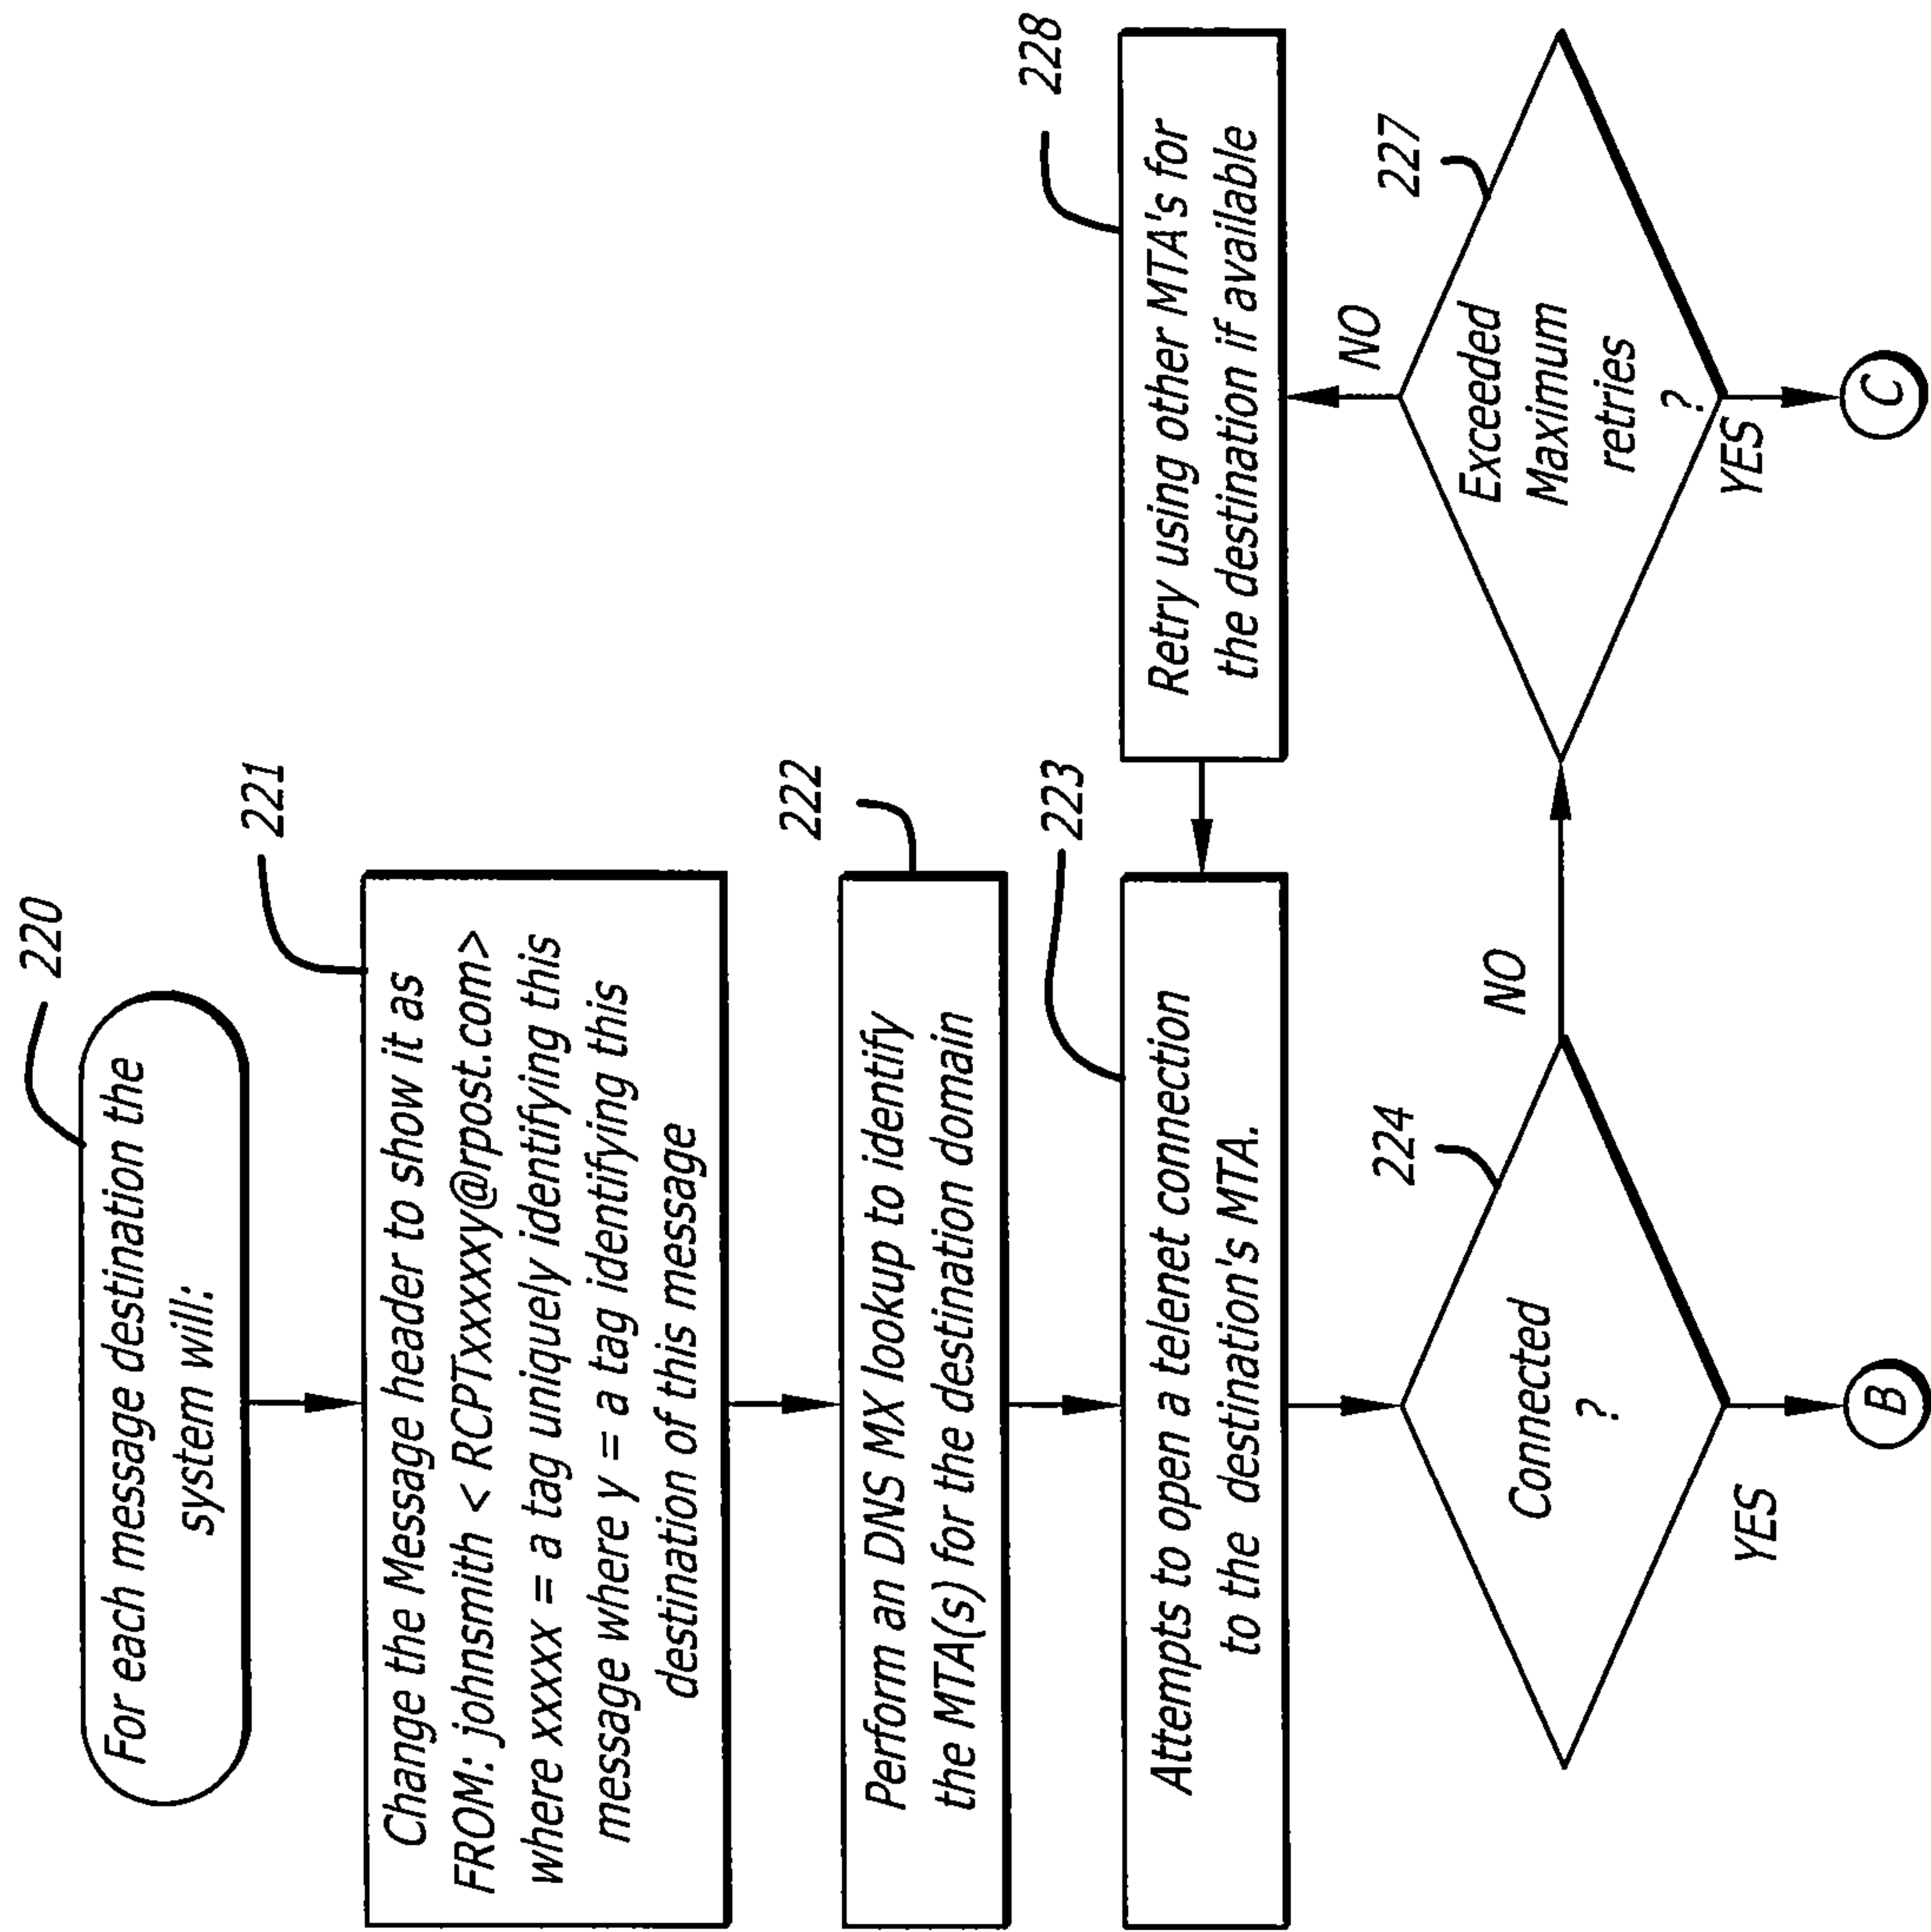 220
For each message destination the
system will:
221
Change the Message header to show it as
FROM: johnsmith < RCPTxxxxxy@rpost.com>
where xxxxx = a tag uniquely identifying this
message where y = a tag identifying this
destination of this message
222
Perform an DNS MX lookup to identify
the MTA(s) for the destination domain
223
Attempts to open a telenet connection
to the destination's MTA.
228
Retry using other MTA's for
the destination if available
224
Connected
?
NO
YES
B
227
Exceeded
Maximum
retries
?
NO
YES
C